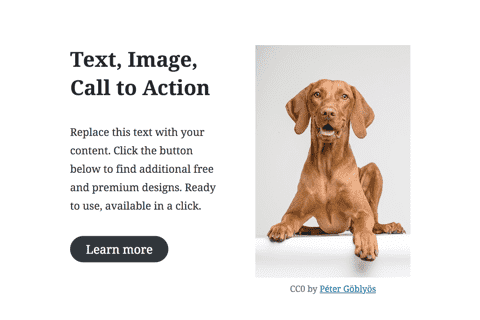 Text, Image,
Call to Action
Replace this text with your
content. Click the button
below to find additional free
and premium designs. Ready
to use, available in a click.
Learn more
CC0 by Péter Göblyös